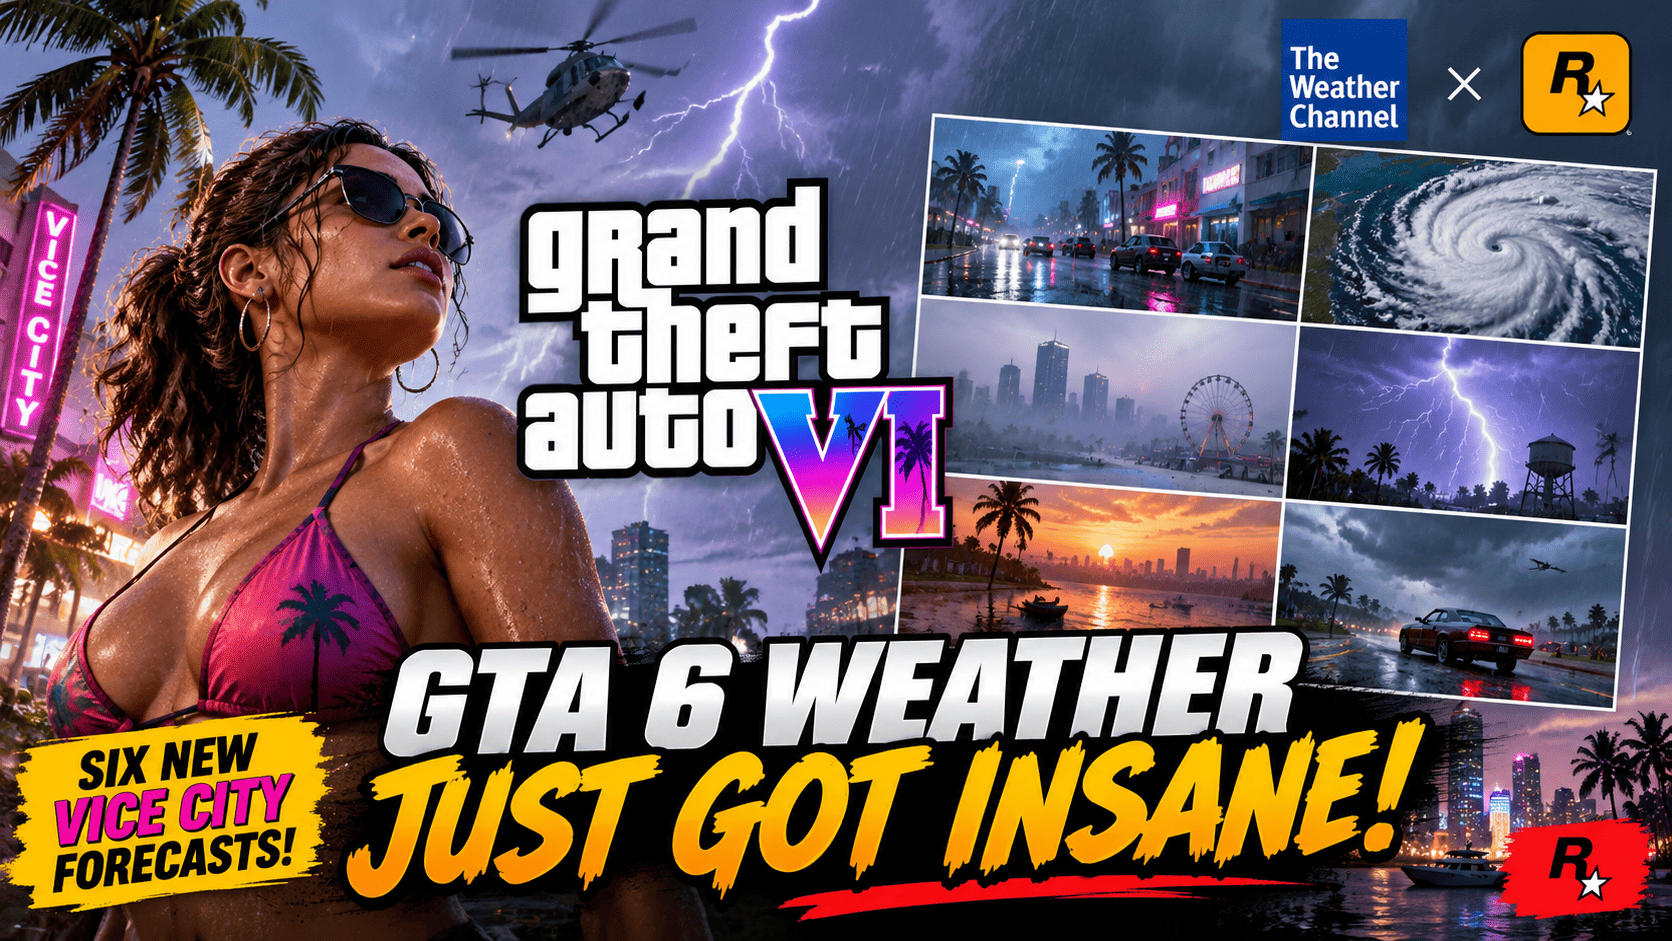 The
Weather
Channel
X
R
VICE CITY
grand
theft
auto VI
GTA 6 WEATHER
JUST GOT INSANE!
SIX NEW
VICE CITY
FORECASTS!
R